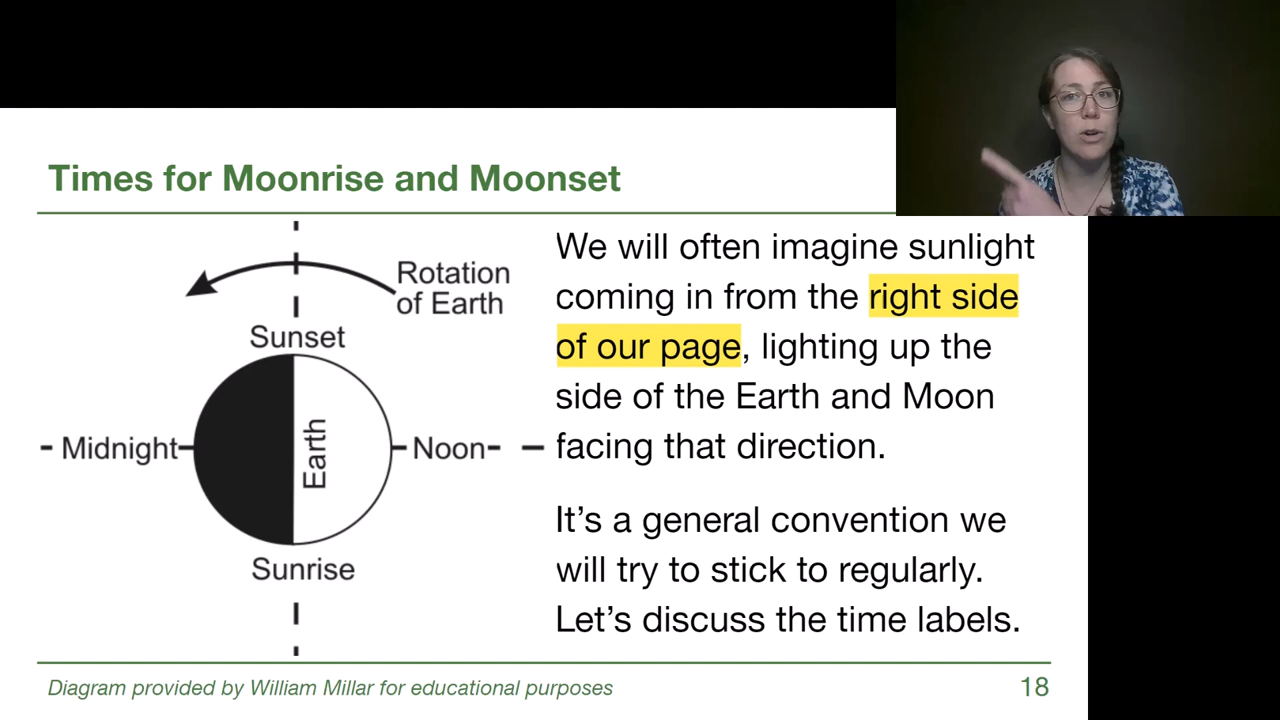 Times for Moonrise and Moonset
Rotation
of Earth
Sunset
Midnight
Earth
Noon
Sunrise
We will often imagine sunlight
coming in from the right side
of our page, lighting up the
side of the Earth and Moon
facing that direction.
It’s a general convention we
will try to stick to regularly.
Let’s discuss the time labels.
Diagram provided by William Millar for educational purposes
18